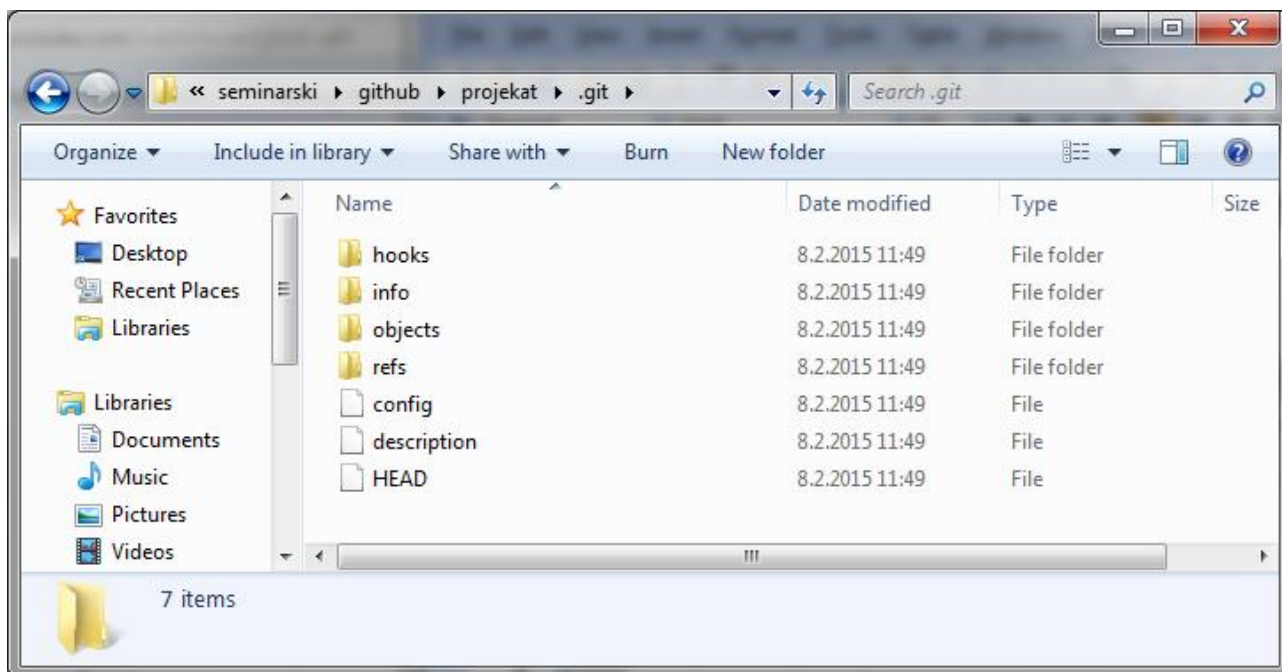 « seminarski ▸ github ▸ projekat ▸ .git ▸
Search .git
Organize ▾ Include in library ▾ Share with ▾ Burn New folder
Favorites
Desktop
Recent Places
Libraries
Libraries
Documents
Music
Pictures
Videos
Name Date modified Type Size
hooks 8.2.2015 11:49 File folder
info 8.2.2015 11:49 File folder
objects 8.2.2015 11:49 File folder
refs 8.2.2015 11:49 File folder
config 8.2.2015 11:49 File
description 8.2.2015 11:49 File
HEAD 8.2.2015 11:49 File
7 items